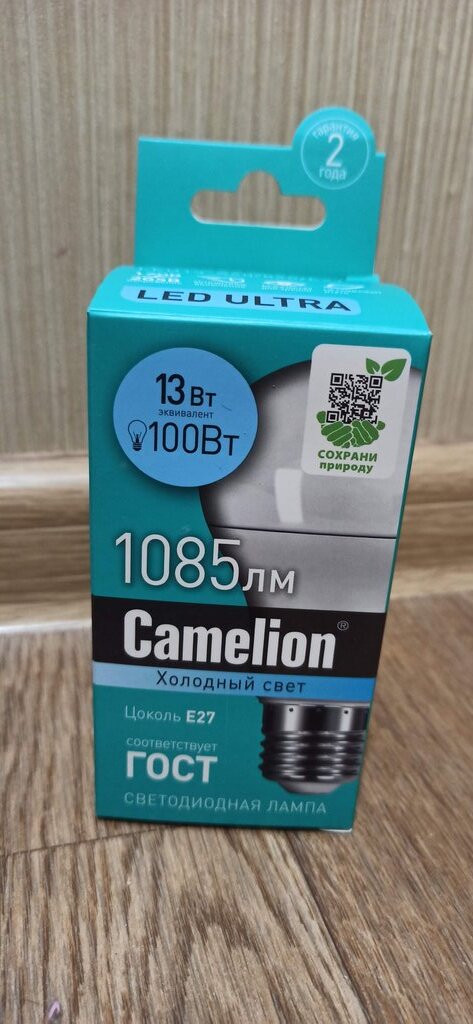 гарантия
2
года
LED ULTRA
13 Вт
эквивалент
100Вт
СОХРАНИ
природу
1085лм
Camelion®
Холодный свет
Цоколь E27
соответствует
ГОСТ
СВЕТОДИОДНАЯ ЛАМПА